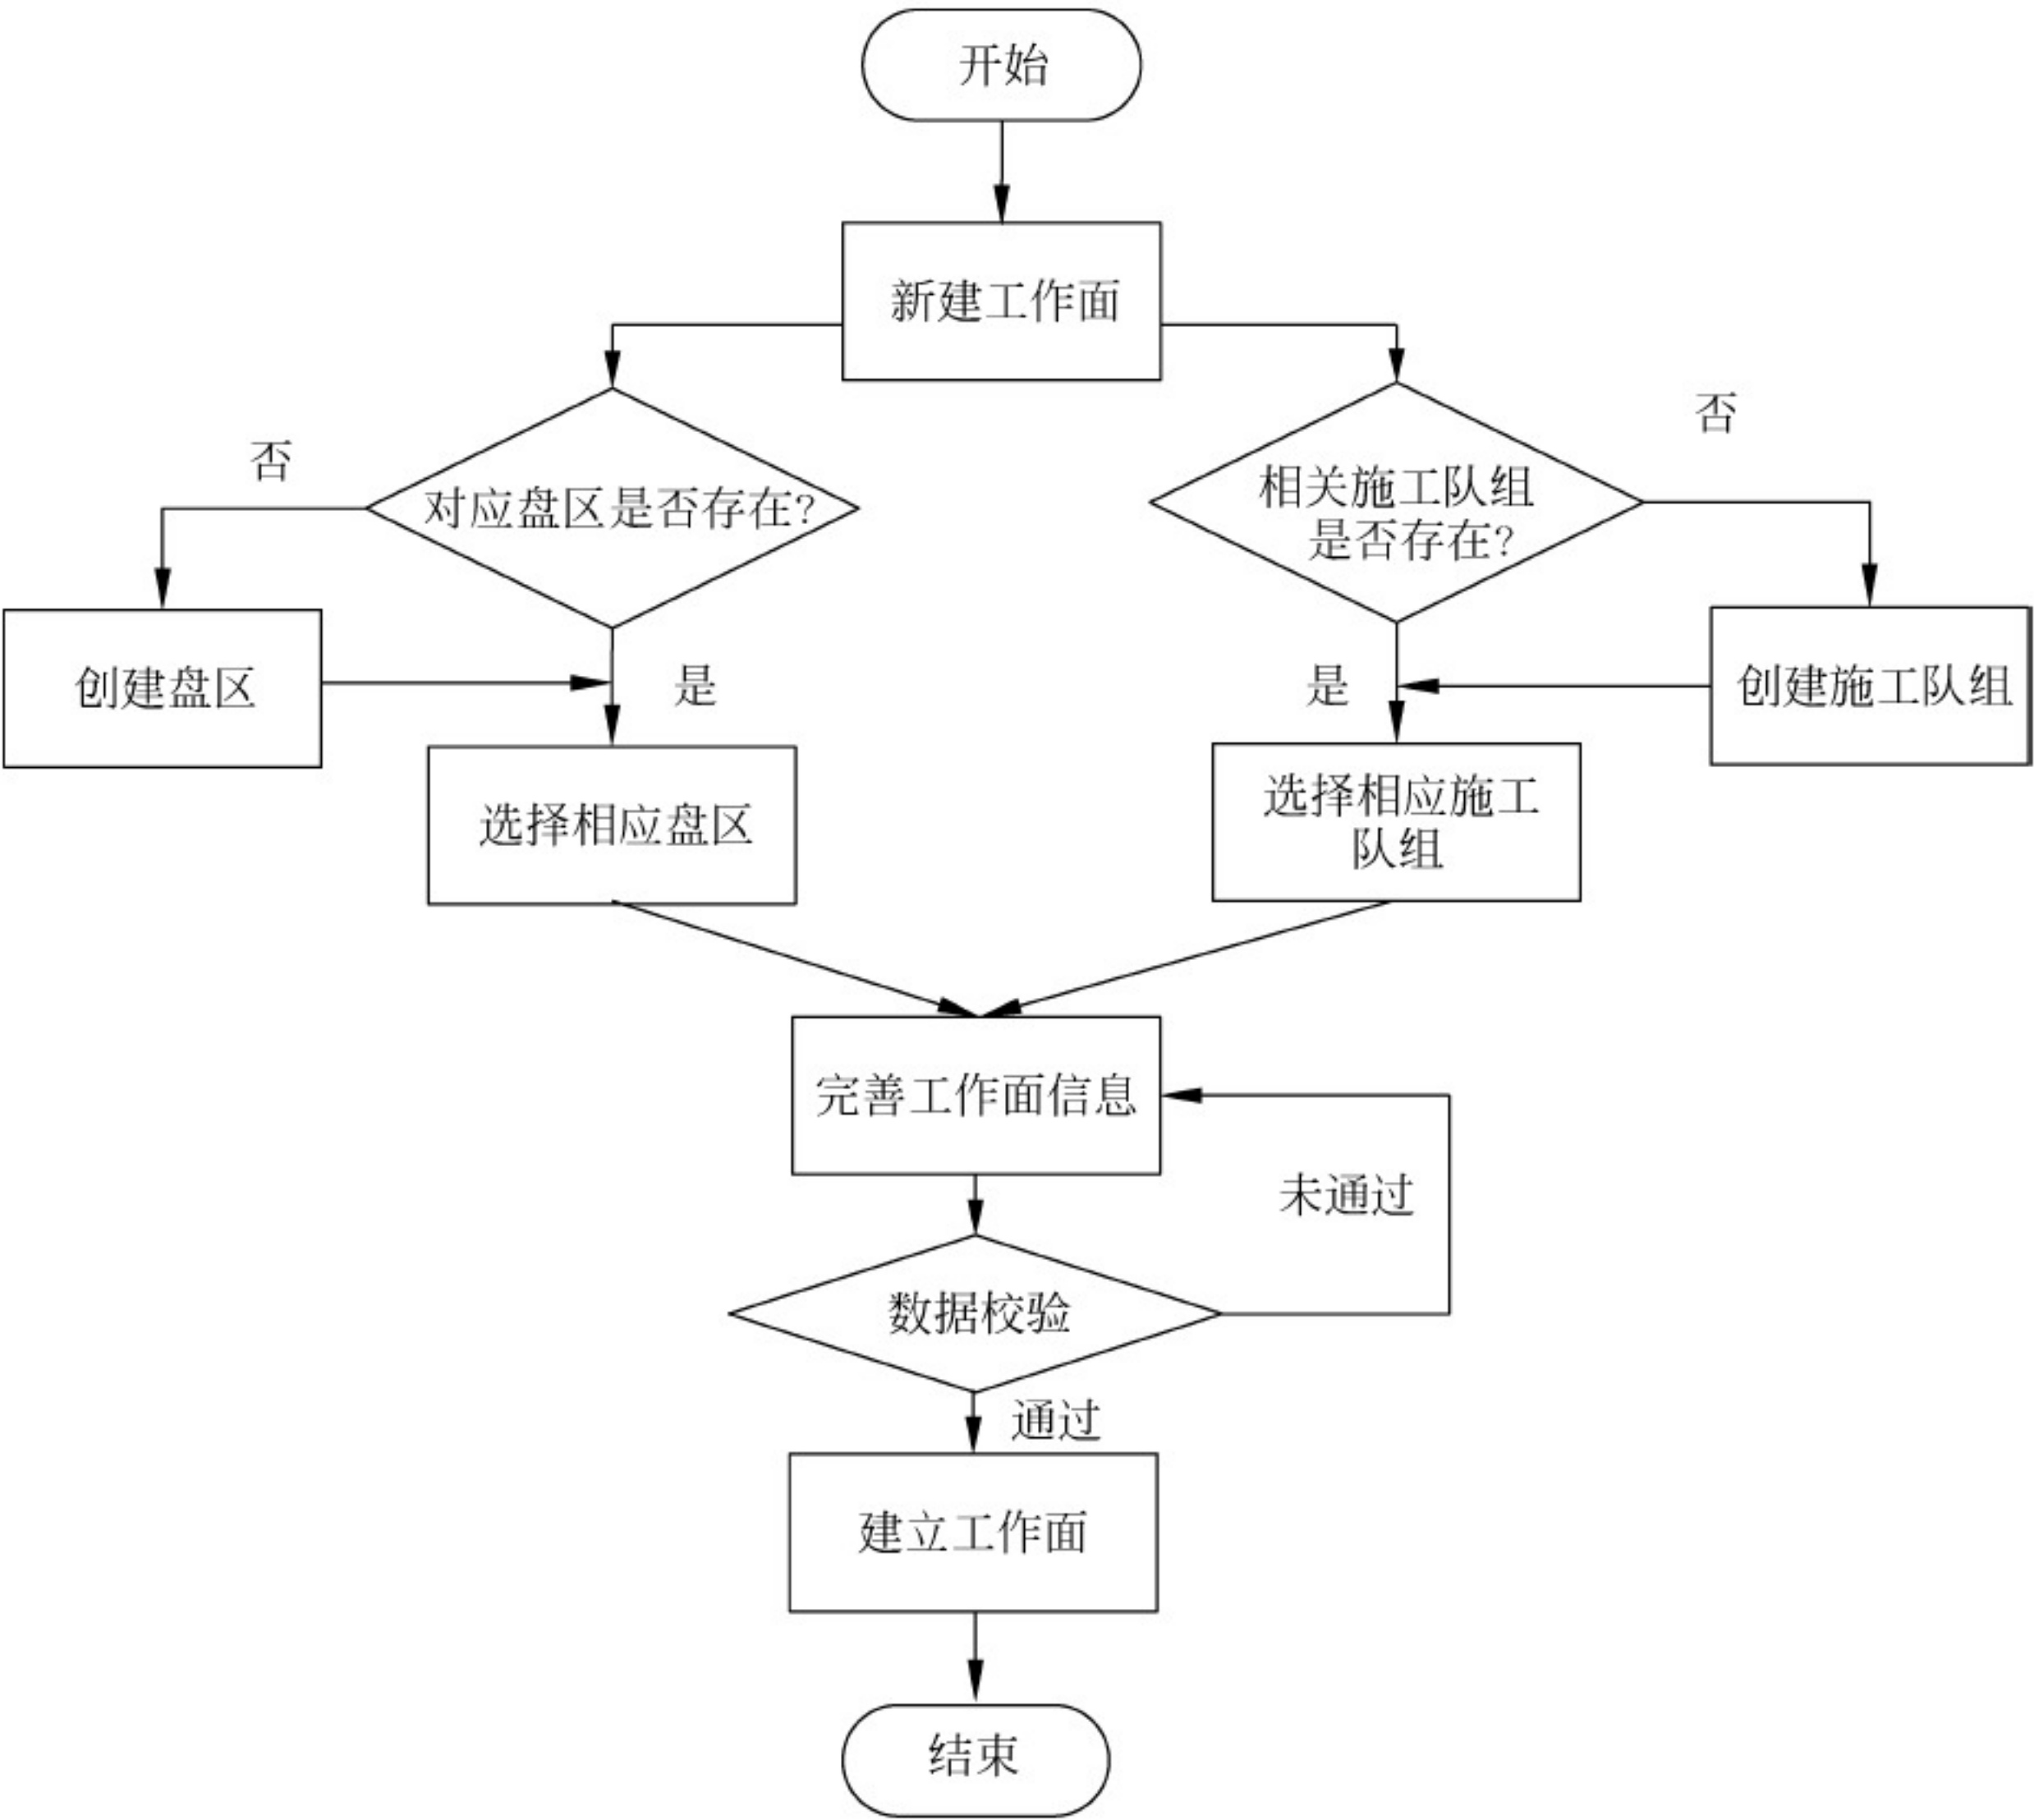 开始
新建工作面
否
否
对应盘区是否存在?
相关施工队组
是否存在?
创建盘区
是
是
创建施工队组
选择相应盘区
选择相应施工
队组
完善工作面信息
未通过
数据校验
通过
建立工作面
结束